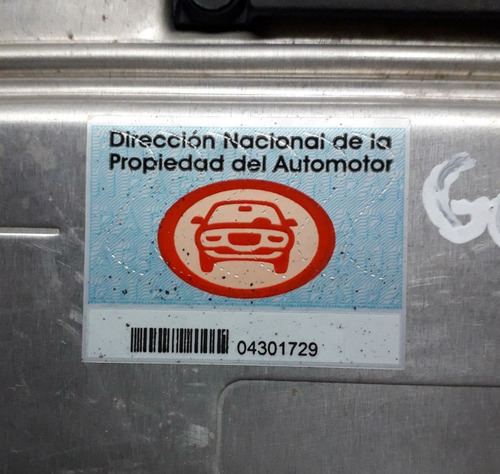 Dirección Nacional de la
Propiedad del Automotor
04301729